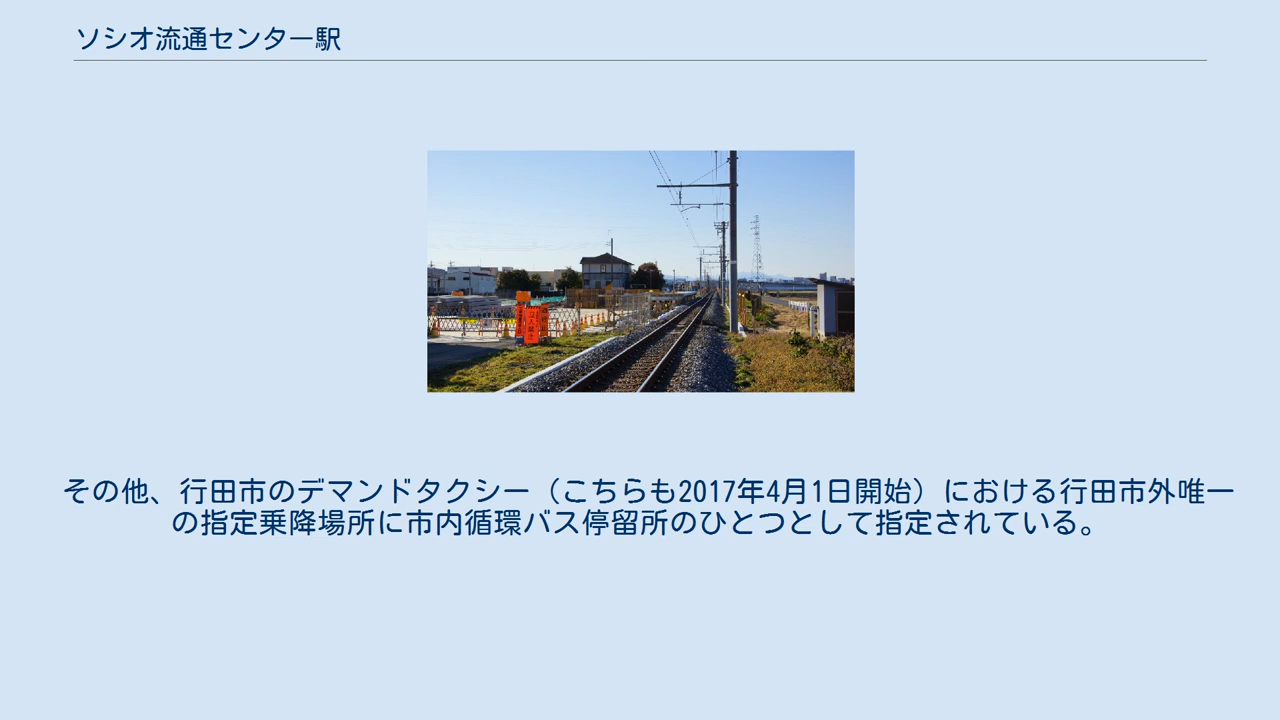 ソシオ流通センター駅
その他、行田市のデマンドタクシー（こちらも2017年4月1日開始）における行田市外唯一
の指定乗降場所に市内循環バス停留所のひとつとして指定されている。